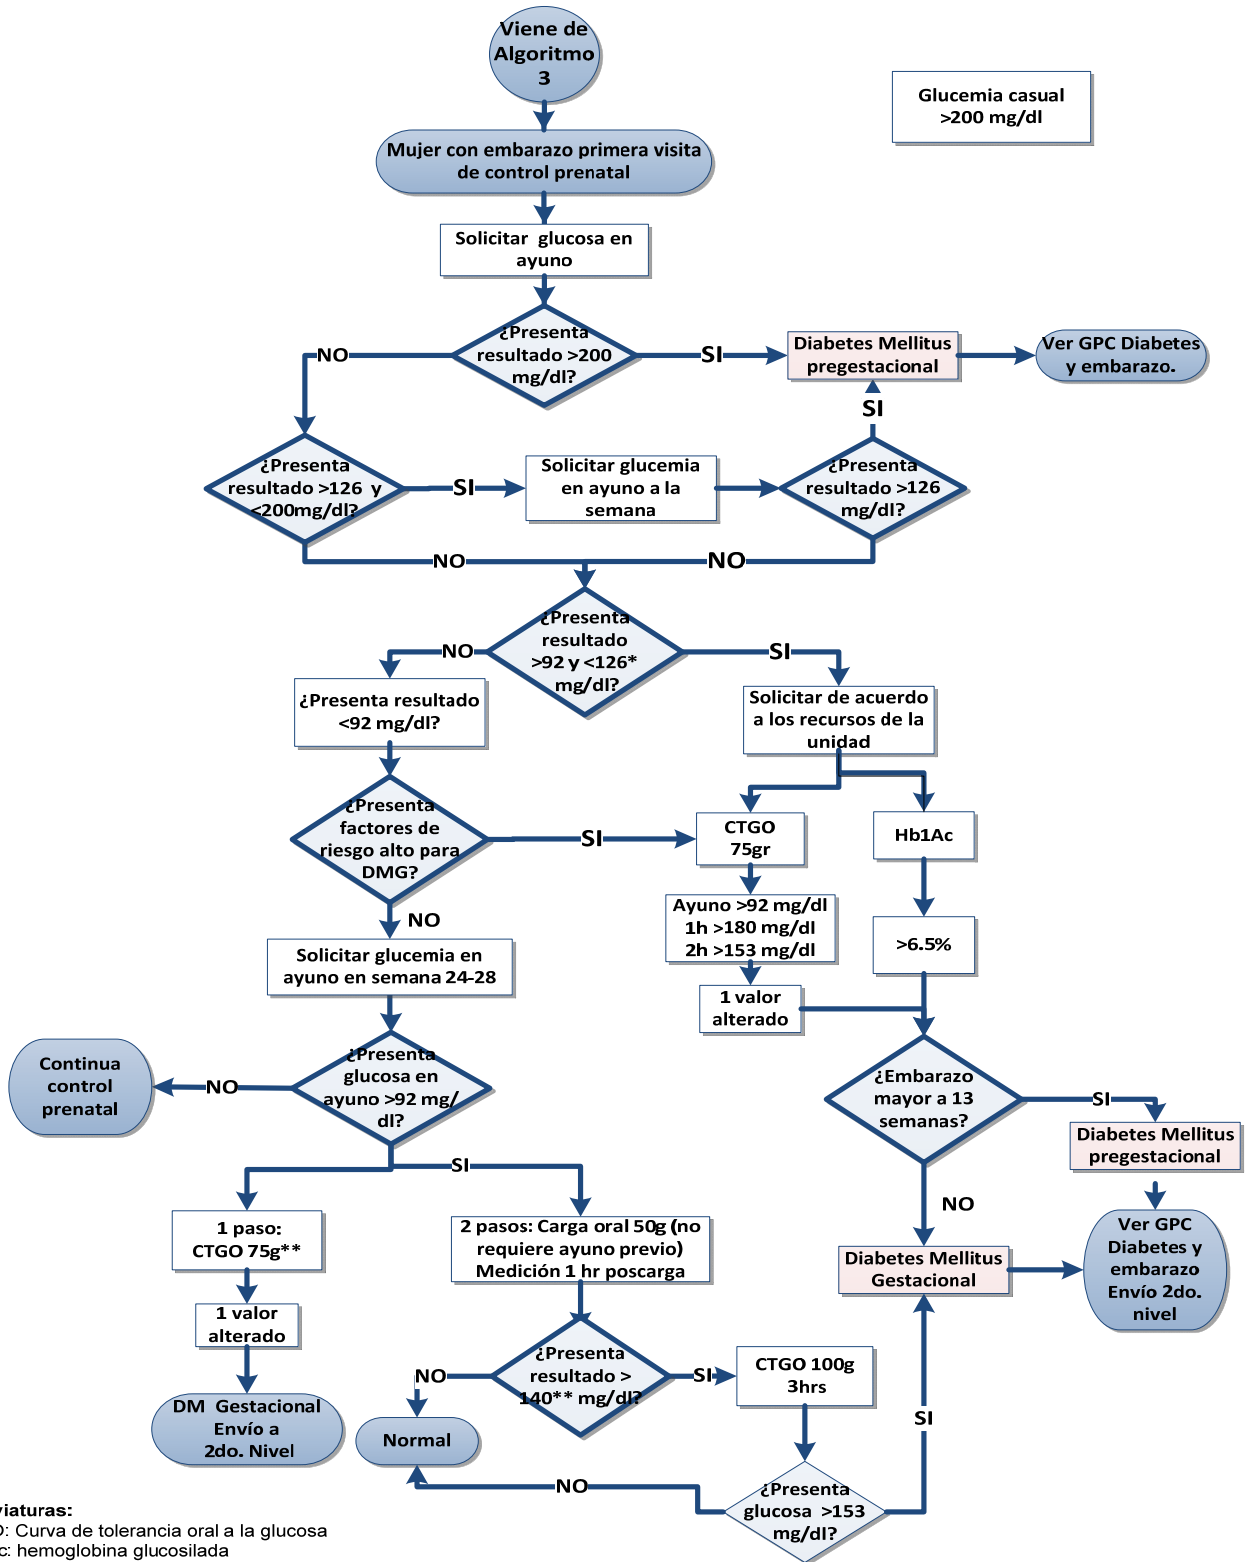 Viene de
Algoritmo
3
Glucemia casual
>200 mg/dl
Mujer con embarazo primera visita
de control prenatal
Solicitar glucosa en
ayuno
¿Presenta
resultado >200
mg/dl?
NO
SI
Diabetes Mellitus
pregestacional
Ver GPC Diabetes
y embarazo.
SI
¿Presenta
resultado >126 y
<200mg/dl?
SI
Solicitar glucemia
en ayuno a la
semana
¿Presenta
resultado >126
mg/dl?
NO
NO
¿Presenta
resultado
>92 y <126*
mg/dl?
NO
SI
¿Presenta resultado
<92 mg/dl?
Solicitar de acuerdo
a los recursos de la
unidad
¿Presenta
factores de
riesgo alto para
DMG?
SI
CTGO
75gr
Hb1Ac
NO
Ayuno >92 mg/dl
1h >180 mg/dl
2h >153 mg/dl
>6.5%
Solicitar glucemia en
ayuno en semana 24-28
1 valor
alterado
Continua
control
prenatal
NO
¿Presenta
glucosa en
ayuno >92 mg/
dl?
¿Embarazo
mayor a 13
semanas?
SI
Diabetes Mellitus
pregestacional
SI
NO
1 paso:
CTGO 75g**
2 pasos: Carga oral 50g (no
requiere ayuno previo)
Medición 1 hr poscarga
Diabetes Mellitus
Gestacional
Ver GPC
Diabetes y
embarazo
Envío 2do.
nivel
1 valor
alterado
¿Presenta
resultado >
140** mg/dl?
NO
SI
CTGO 100g
3hrs
SI
DM Gestacional
Envío a
2do. Nivel
Normal
NO
¿Presenta
glucosa >153
mg/dl?
viaturas:
O: Curva de tolerancia oral a la glucosa
c: hemoglobina glucosilada